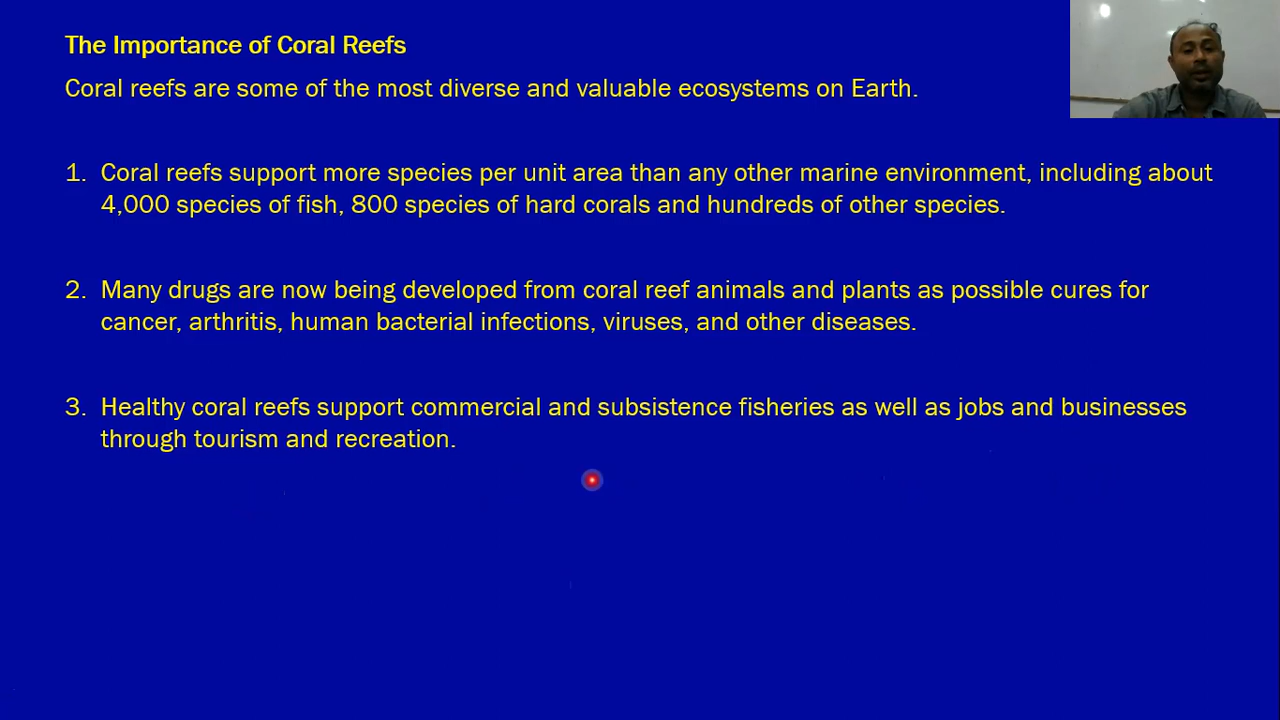 The Importance of Coral Reefs
Coral reefs are some of the most diverse and valuable ecosystems on Earth.
1. Coral reefs support more species per unit area than any other marine environment, including about
4,000 species of fish, 800 species of hard corals and hundreds of other species.
2. Many drugs are now being developed from coral reef animals and plants as possible cures for
cancer, arthritis, human bacterial infections, viruses, and other diseases.
3. Healthy coral reefs support commercial and subsistence fisheries as well as jobs and businesses
through tourism and recreation.